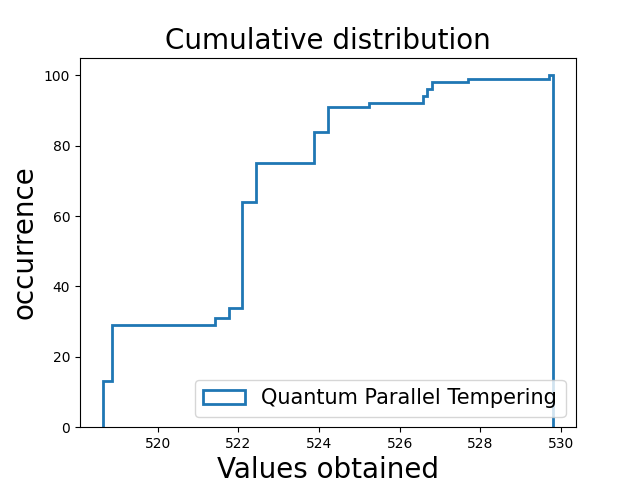 Cumulative distribution
100
80
60
40
20
0
occurrence
Quantum Parallel Tempering
520 522 524 526 528 530
Values obtained